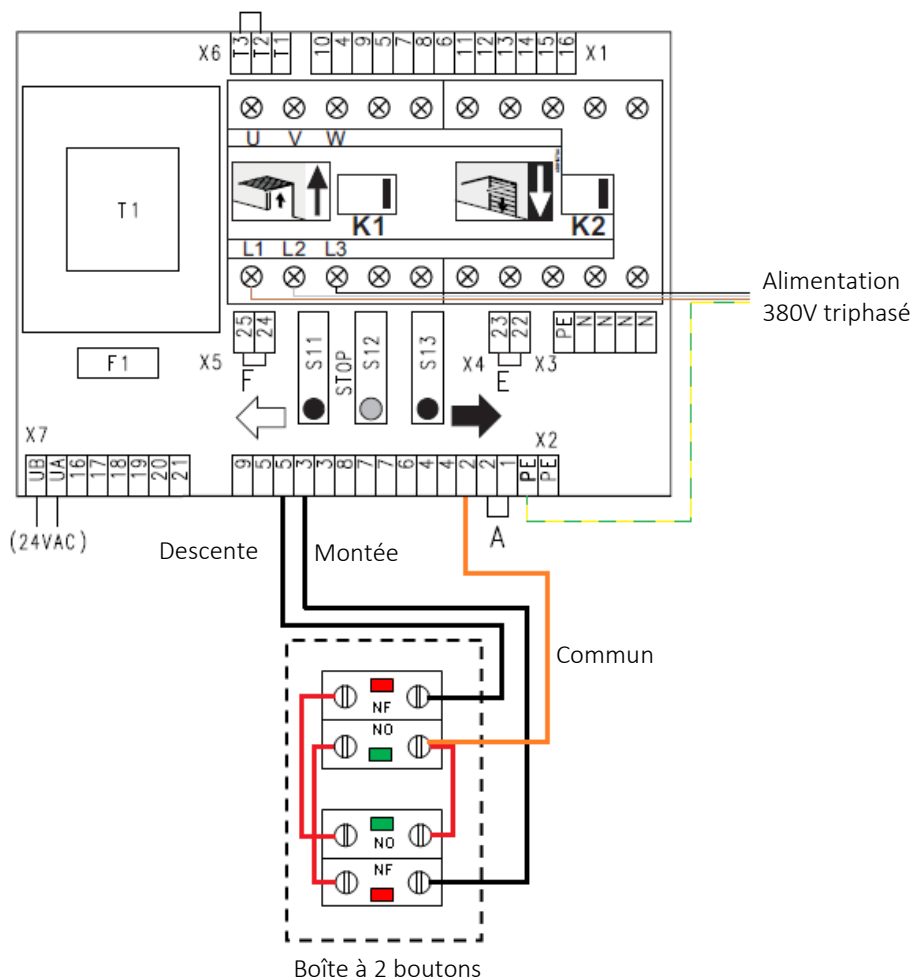 X6 T3 T2 T1 10 4 9 5 7 8 6 11 12 13 14 15 16 X1
U V W
T1
K1 K2
L1 L2 L3
Alimentation
380V triphasé
25 24 23 22 PE N N N N
X5 S11 STOP S12 S13 X4 X3
F E
F1
X7 X2
UB UA 16 17 18 19 20 21 9 5 5 3 3 8 7 7 6 4 4 2 2 1 PE PE
(24VAC) A
Descente Montée
Commun
NF
NO
NO
NF
Boîte à 2 boutons